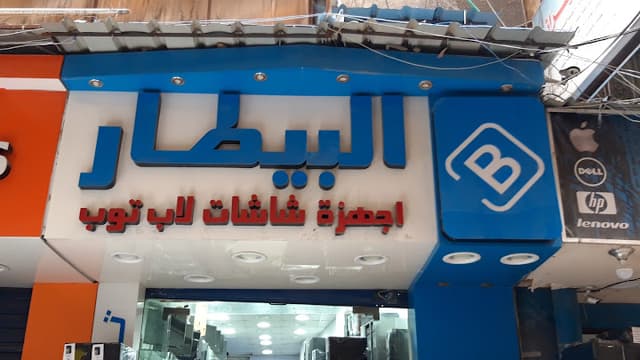 البيطار
اجهزة شاشات لاب توب
B
DELL
hp
lenovo